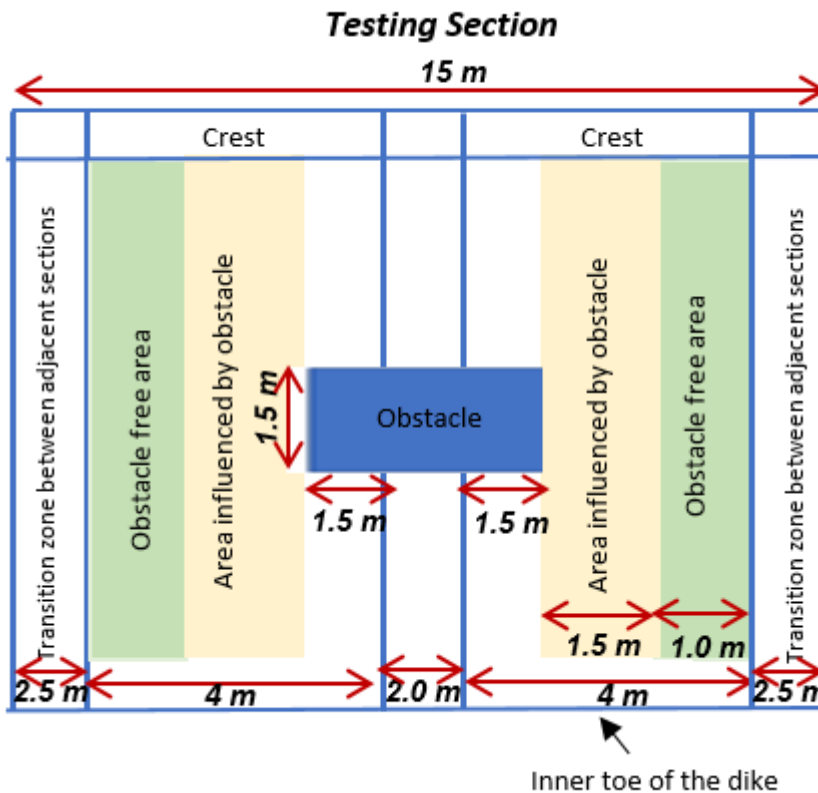 Testing Section
15 m
Crest
Crest
Transition zone between adjacent sections
Obstacle free area
Area influenced by obstacle
1.5 m
Obstacle
1.5 m
1.5 m
Area influenced by obstacle
Obstacle free area
Transition zone between adjacent sections
1.5 m
1.0 m
2.5 m
4 m
2.0 m
4 m
2.5 m
Inner toe of the dike